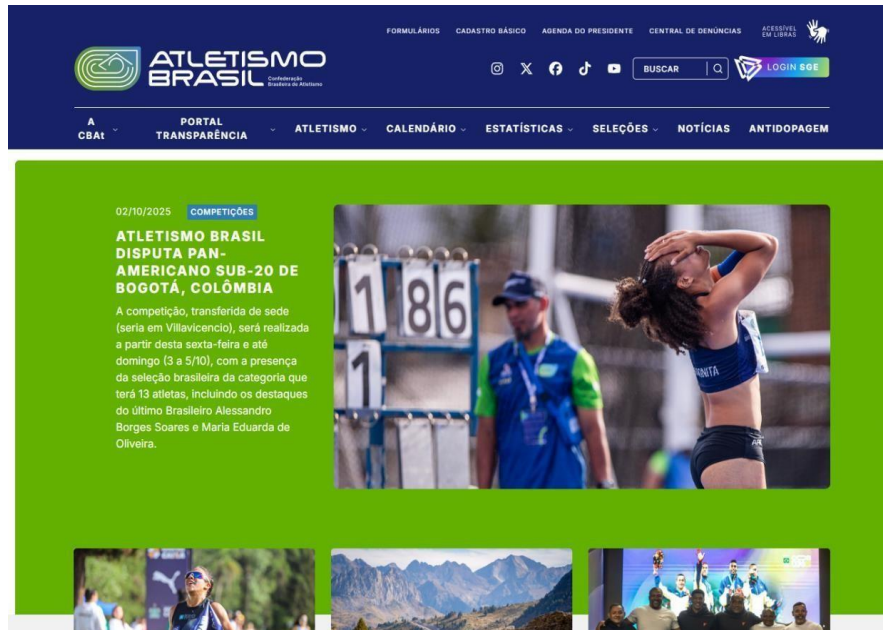 FORMULÁRIOS CADASTRO BÁSICO AGENDA DO PRESIDENTE CENTRAL DE DENÚNCIAS ACESSÍVEL EM LIBRAS
ATLETISMO
BRASIL Confederação Brasileira de Atletismo
BUSCAR
LOGIN SGE
A CBAt PORTAL TRANSPARÊNCIA ATLETISMO CALENDÁRIO ESTATÍSTICAS SELEÇÕES NOTÍCIAS ANTIDOPAGEM
02/10/2025 COMPETIÇÕES
ATLETISMO BRASIL
DISPUTA PAN-
AMERICANO SUB-20 DE
BOGOTÁ, COLÔMBIA
A competição, transferida de sede
(seria em Villavicencio), será realizada
a partir desta sexta-feira e até
domingo (3 a 5/10), com a presença
da seleção brasileira da categoria que
terá 13 atletas, incluindo os destaques
do último Brasileiro Alessandro
Borges Soares e Maria Eduarda de
Oliveira.
1 86
1